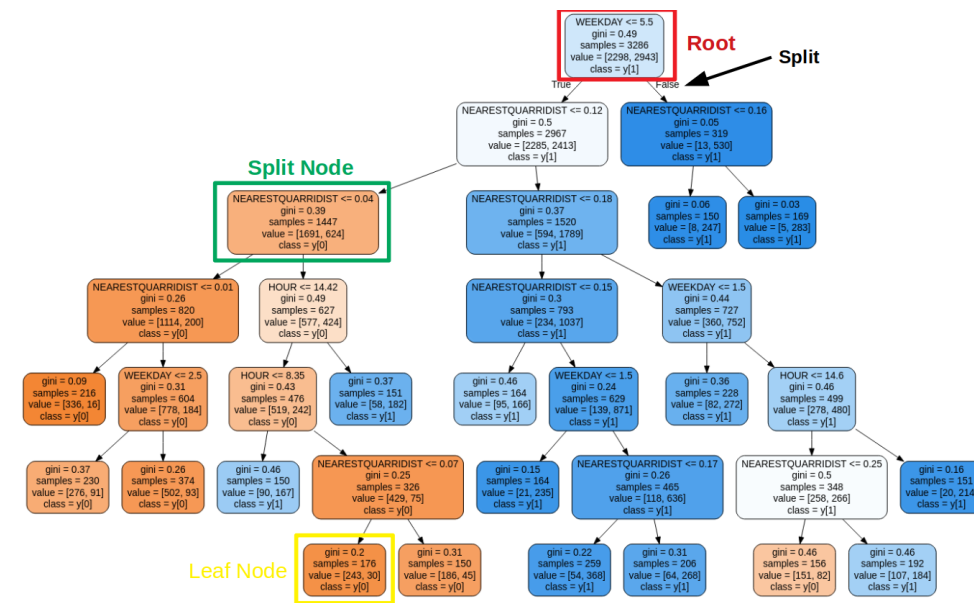 WEEKDAY <= 5.5
gini = 0.49
samples = 3286
value = [2298, 2943]
class = y[1]
Root
Split
True
False
NEARESTQUARRIDIST <= 0.12
gini = 0.5
samples = 2967
value = [2285, 2413]
class = y[1]
NEARESTQUARRIDIST <= 0.16
gini = 0.05
samples = 319
value = [13, 530]
class = y[1]
Split Node
NEARESTQUARRIDIST <= 0.04
gini = 0.39
samples = 1447
value = [1691, 624]
class = y[0]
NEARESTQUARRIDIST <= 0.18
gini = 0.37
samples = 1520
value = [594, 1789]
class = y[1]
gini = 0.06
samples = 150
value = [8, 247]
class = y[1]
gini = 0.03
samples = 169
value = [5, 283]
class = y[1]
NEARESTQUARRIDIST <= 0.01
gini = 0.26
samples = 820
value = [1114, 200]
class = y[0]
HOUR <= 14.42
gini = 0.49
samples = 627
value = [577, 424]
class = y[0]
NEARESTQUARRIDIST <= 0.15
gini = 0.3
samples = 793
value = [234, 1037]
class = y[1]
WEEKDAY <= 1.5
gini = 0.44
samples = 727
value = [360, 752]
class = y[1]
gini = 0.09
samples = 216
value = [336, 16]
class = y[0]
WEEKDAY <= 2.5
gini = 0.31
samples = 604
value = [778, 184]
class = y[0]
HOUR <= 8.35
gini = 0.43
samples = 476
value = [519, 242]
class = y[0]
gini = 0.37
samples = 151
value = [58, 182]
class = y[1]
gini = 0.46
samples = 164
value = [95, 166]
class = y[1]
WEEKDAY <= 1.5
gini = 0.24
samples = 629
value = [139, 871]
class = y[1]
gini = 0.36
samples = 228
value = [82, 272]
class = y[1]
HOUR <= 14.6
gini = 0.46
samples = 499
value = [278, 480]
class = y[1]
gini = 0.37
samples = 230
value = [276, 91]
class = y[0]
gini = 0.26
samples = 374
value = [502, 93]
class = y[0]
gini = 0.46
samples = 150
value = [90, 167]
class = y[1]
NEARESTQUARRIDIST <= 0.07
gini = 0.25
samples = 326
value = [429, 75]
class = y[0]
gini = 0.15
samples = 164
value = [21, 235]
class = y[1]
NEARESTQUARRIDIST <= 0.17
gini = 0.26
samples = 465
value = [118, 636]
class = y[1]
NEARESTQUARRIDIST <= 0.25
gini = 0.5
samples = 348
value = [258, 266]
class = y[1]
gini = 0.16
samples = 151
value = [20, 214
class = y[1]
Leaf Node
gini = 0.2
samples = 176
value = [243, 30]
class = y[0]
gini = 0.31
samples = 150
value = [186, 45]
class = y[0]
gini = 0.22
samples = 259
value = [54, 368]
class = y[1]
gini = 0.31
samples = 206
value = [64, 268]
class = y[1]
gini = 0.46
samples = 156
value = [151, 82]
class = y[0]
gini = 0.46
samples = 192
value = [107, 184]
class = y[1]